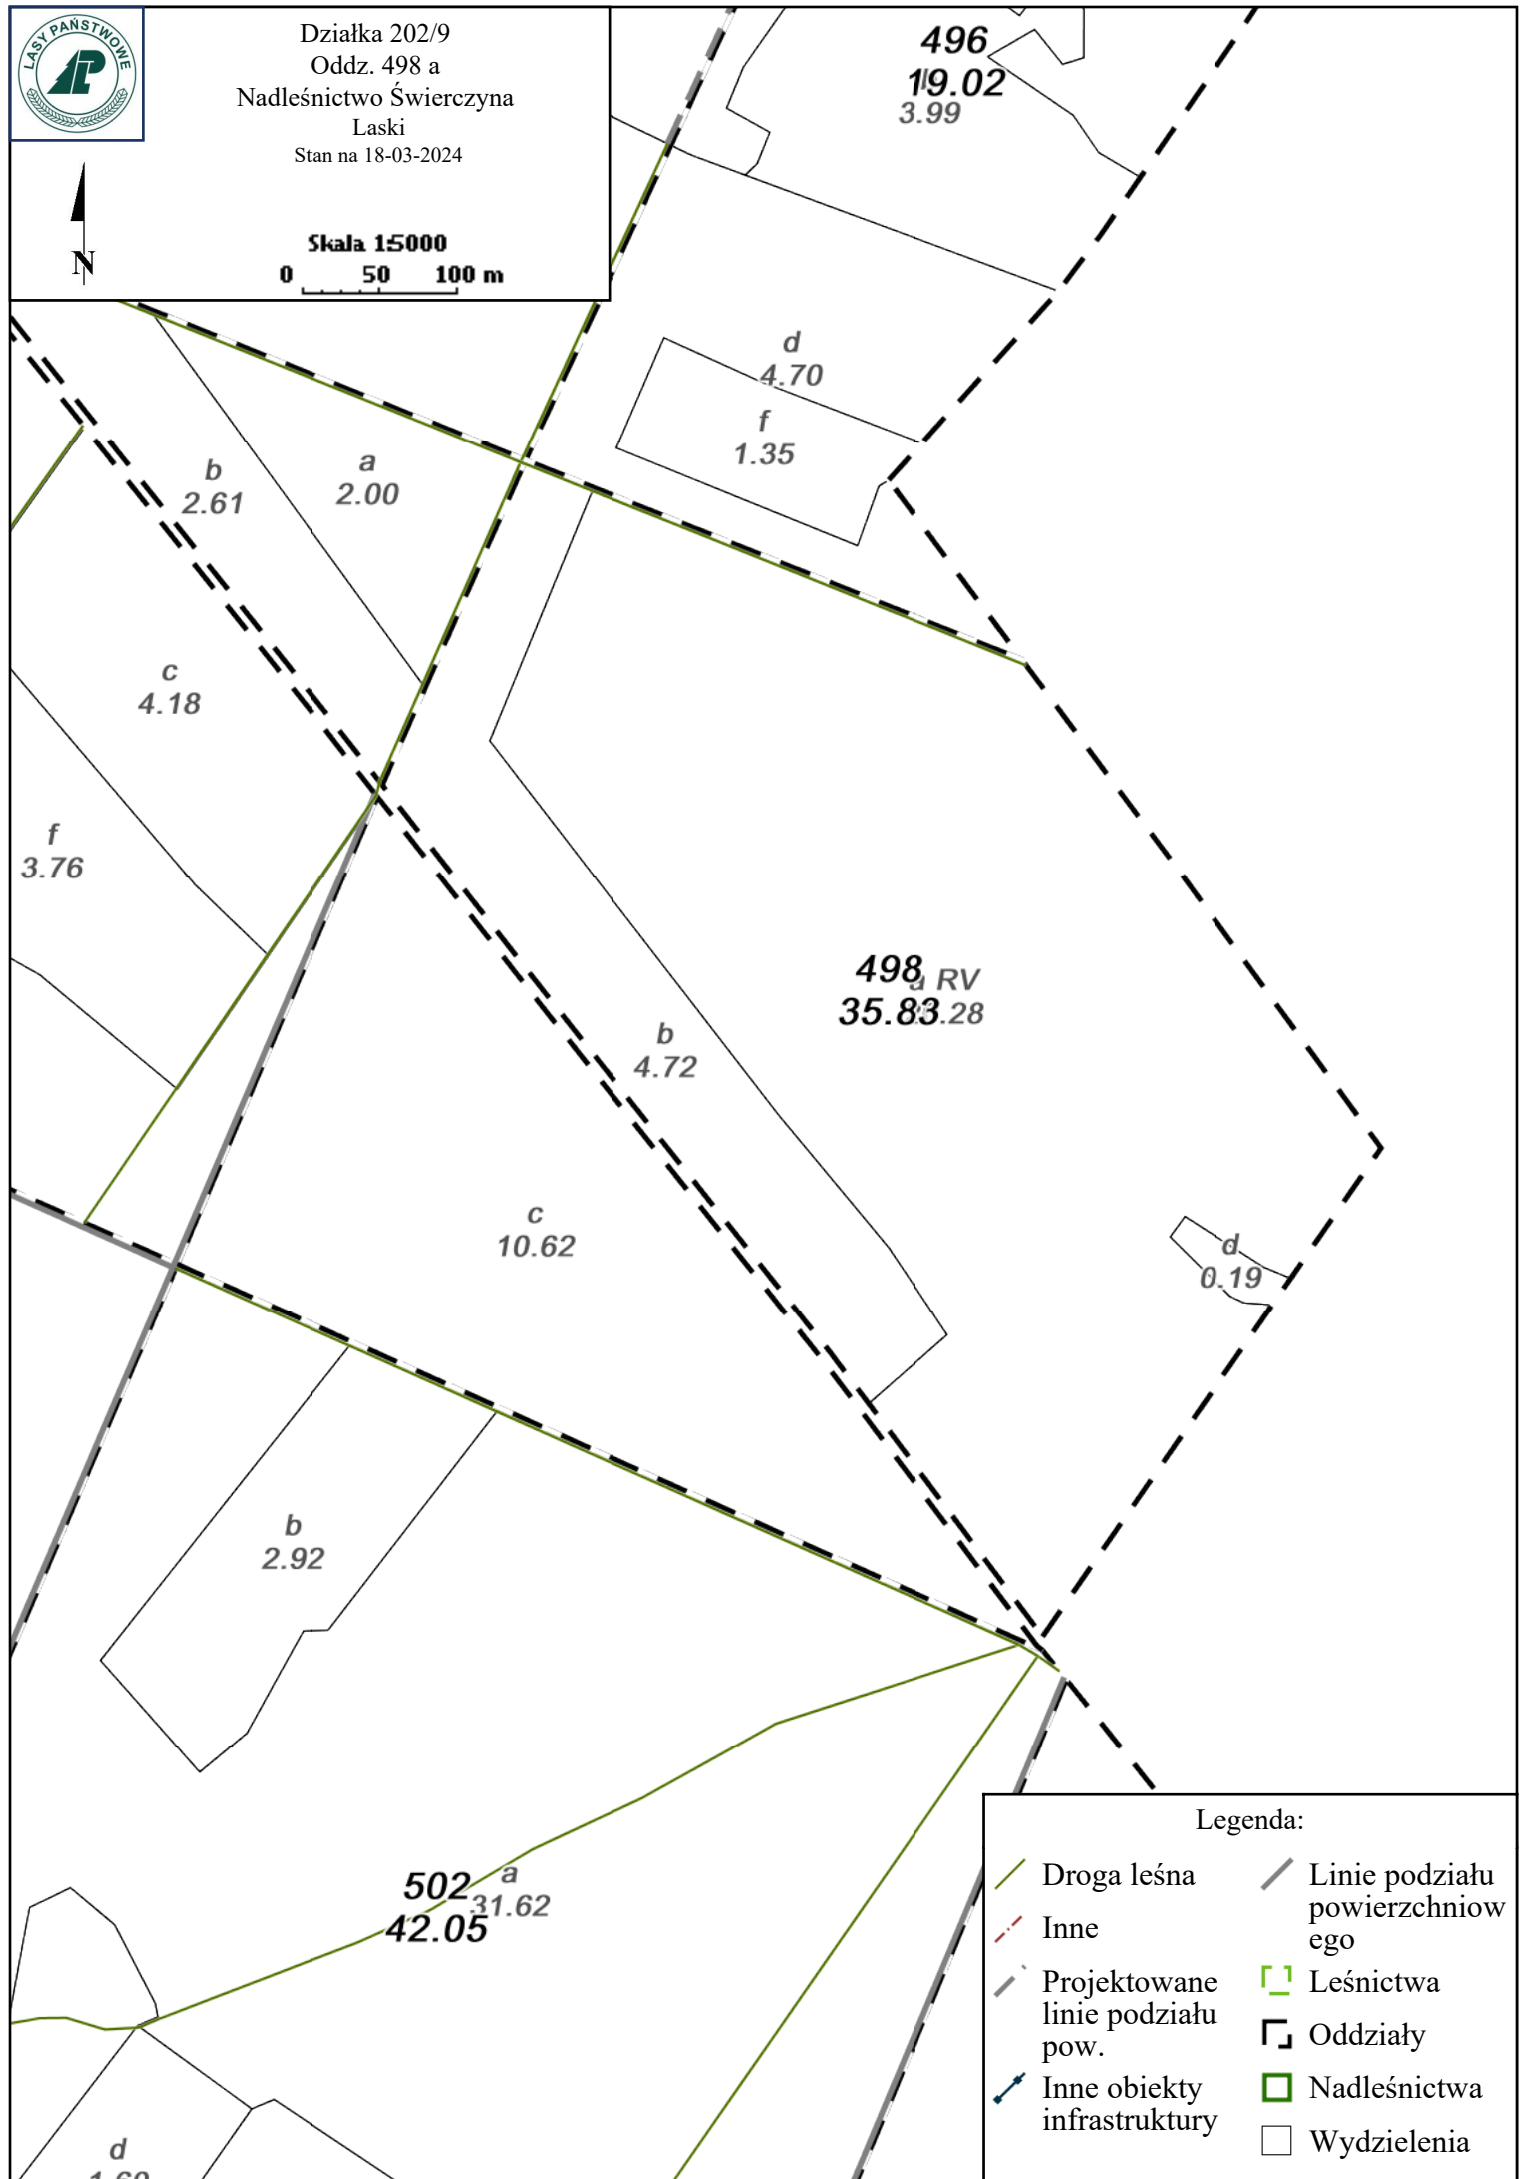 LASY PAŃSTWOWE
Działka 202/9
Oddz. 498 a
Nadleśnictwo Świerczyna
Laski
Stan na 18-03-2024
N
Skala 1:5000
0 50 100 m
496
19.02
3.99
d
4.70
f
1.35
a
2.00
b
2.61
c
4.18
f
3.76
498
a RV
35.83
.28
b
4.72
c
10.62
d
0.19
b
2.92
502
a
31.62
42.05
d
1.60
Legenda:
Droga leśna
Inne
Projektowane
linie podziału
pow.
Inne obiekty
infrastruktury
Linie podziału
powierzchniow
ego
Leśnictwa
Oddziały
Nadleśnictwa
Wydzielenia